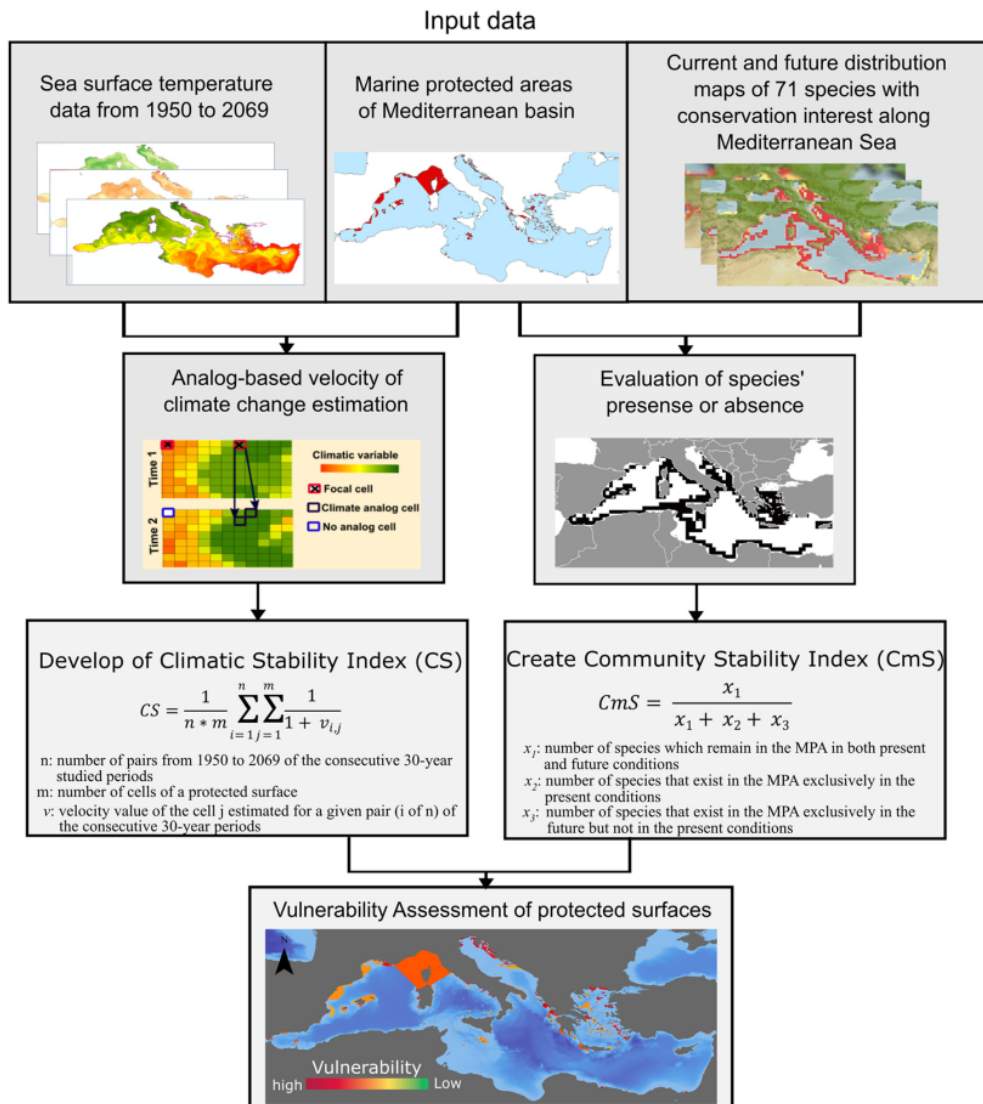 Input data
Sea surface temperature
data from 1950 to 2069
Marine protected areas
of Mediterranean basin
Current and future distribution
maps of 71 species with
conservation interest along
Mediterranean Sea
Analog-based velocity of
climate change estimation
Time 1
Time 2
Climatic variable
Focal cell
Climate analog cell
No analog cell
Evaluation of species'
presense or absence
Develop of Climatic Stability Index (CS)
CS = \frac{1}{n * m} \sum_{i=1}^{n} \sum_{j=1}^{m} \frac{1}{1 + v_{i,j}}
n: number of pairs from 1950 to 2069 of the consecutive 30-year
studied periods
m: number of cells of a protected surface
v: velocity value of the cell j estimated for a given pair (i of n) of
the consecutive 30-year periods
Create Community Stability Index (CmS)
CmS = \frac{x_1}{x_1 + x_2 + x_3}
x₁: number of species which remain in the MPA in both present
and future conditions
x₂: number of species that exist in the MPA exclusively in the
present conditions
x₃: number of species that exist in the MPA exclusively in the
future but not in the present conditions
Vulnerability Assessment of protected surfaces
N
Vulnerability
high
Low